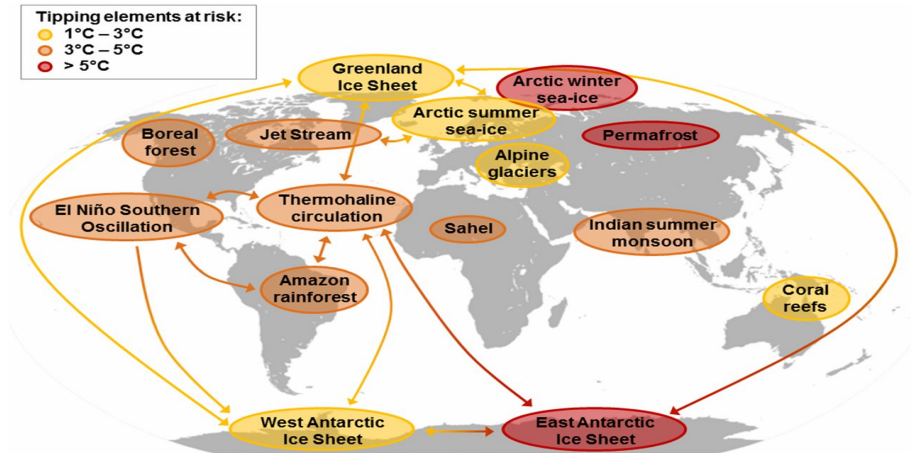 Tipping elements at risk:
1°C – 3°C
3°C – 5°C
> 5°C
Greenland
Ice Sheet
Arctic winter
sea-ice
Arctic summer
sea-ice
Boreal
forest
Jet Stream
Permafrost
Alpine
glaciers
El Niño Southern
Oscillation
Thermohaline
circulation
Sahel
Indian summer
monsoon
Amazon
rainforest
Coral
reefs
West Antarctic
Ice Sheet
East Antarctic
Ice Sheet